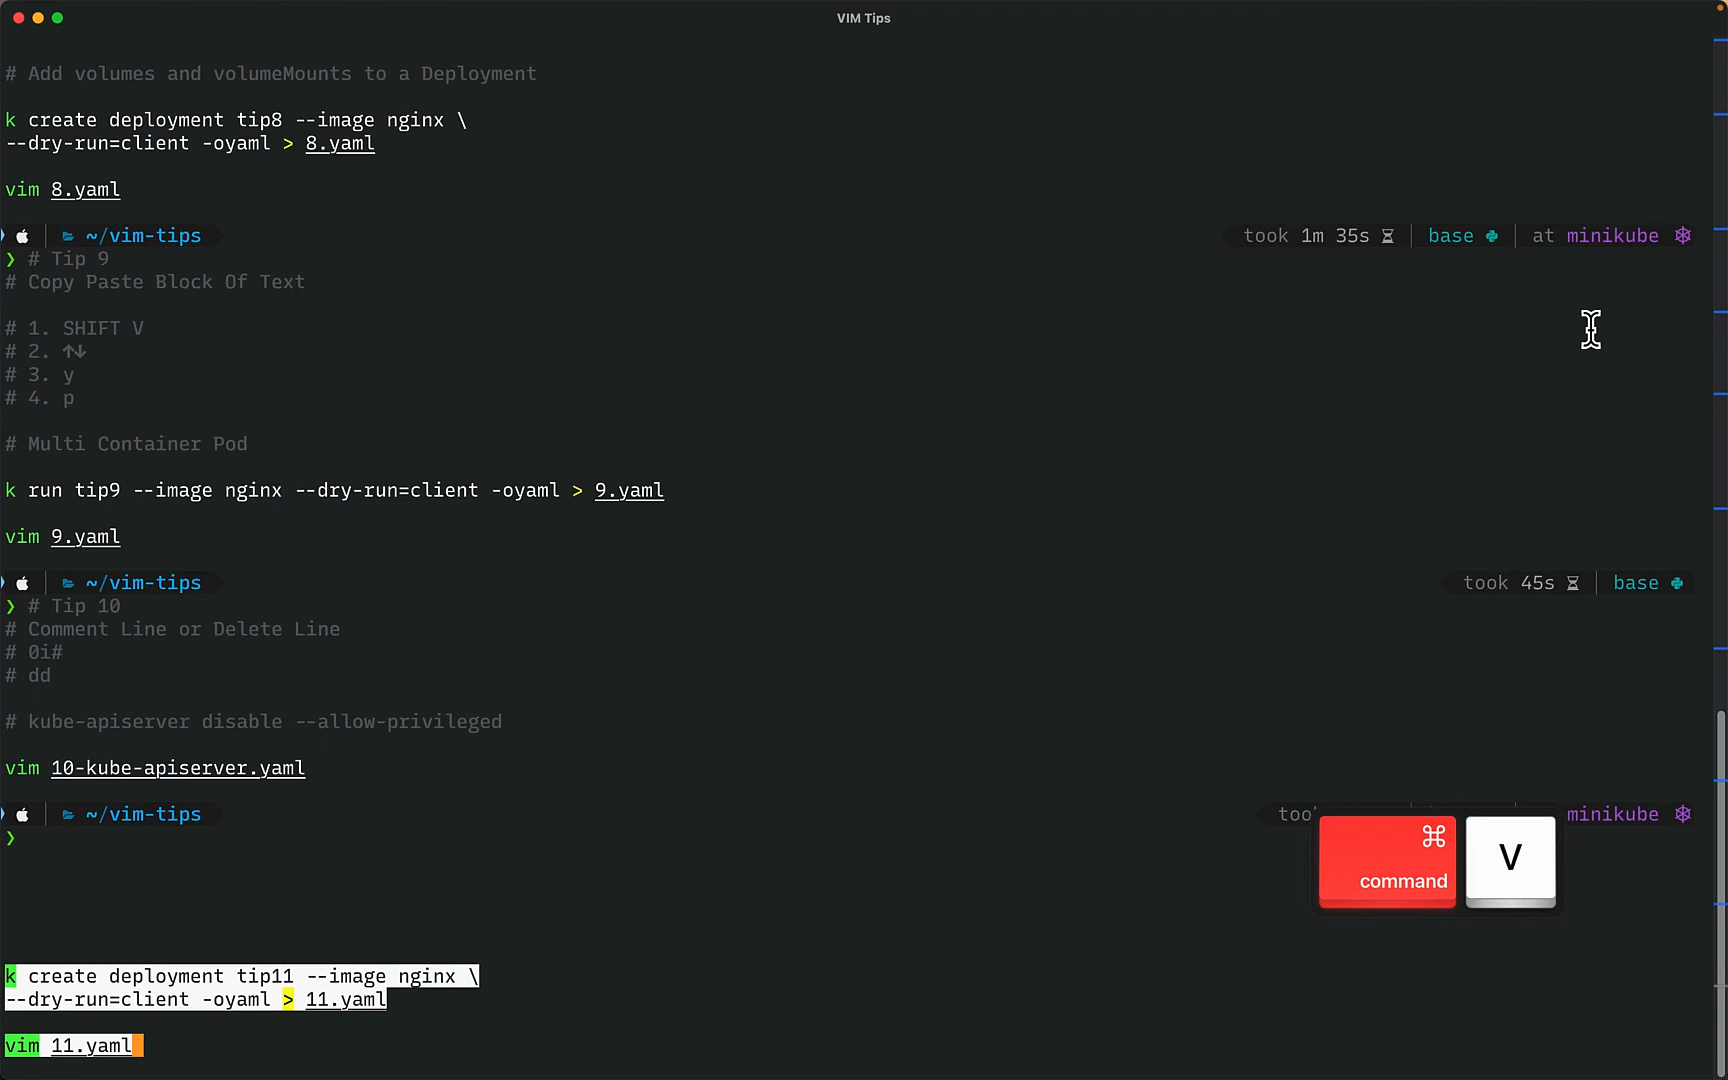 VIM Tips
# Add volumes and volumeMounts to a Deployment
k create deployment tip8 --image nginx \
--dry-run=client -oyaml > 8.yaml
vim 8.yaml
~/vim-tips took 1m 35s base at minikube
❯ # Tip 9
# Copy Paste Block Of Text
# 1. SHIFT V
# 2. ↑↓
# 3. y
# 4. p
# Multi Container Pod
k run tip9 --image nginx --dry-run=client -oyaml > 9.yaml
vim 9.yaml
~/vim-tips took 45s base
❯ # Tip 10
# Comment Line or Delete Line
# 0i#
# dd
# kube-apiserver disable --allow-privileged
vim 10-kube-apiserver.yaml
~/vim-tips too minikube
❯
⌘
command V
k create deployment tip11 --image nginx \
--dry-run=client -oyaml > 11.yaml
vim 11.yaml